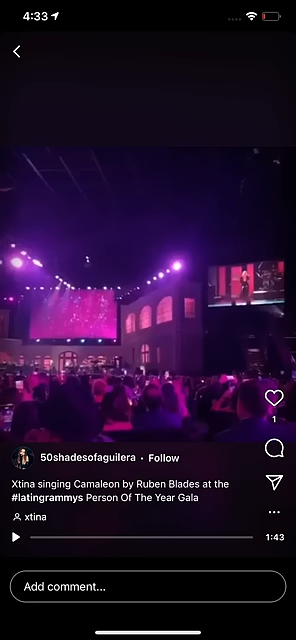 4:33
50shadesofaguilera · Follow
1
Xtina singing Camaleon by Ruben Blades at the
#latingrammys Person Of The Year Gala
xtina
1:43
Add comment...